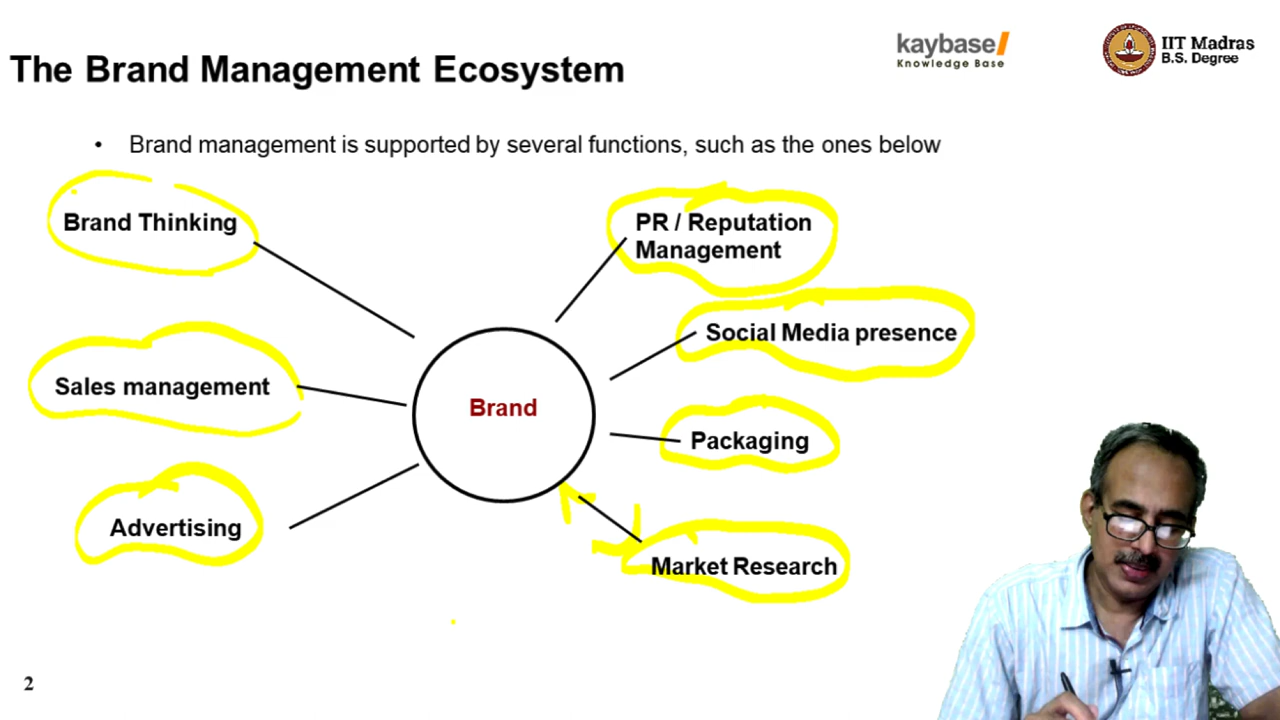 The Brand Management Ecosystem
kaybase/
Knowledge Base
IIT Madras
B.S. Degree
• Brand management is supported by several functions, such as the ones below
Brand Thinking
PR / Reputation
Management
Social Media presence
Sales management
Brand
Packaging
Advertising
Market Research
2